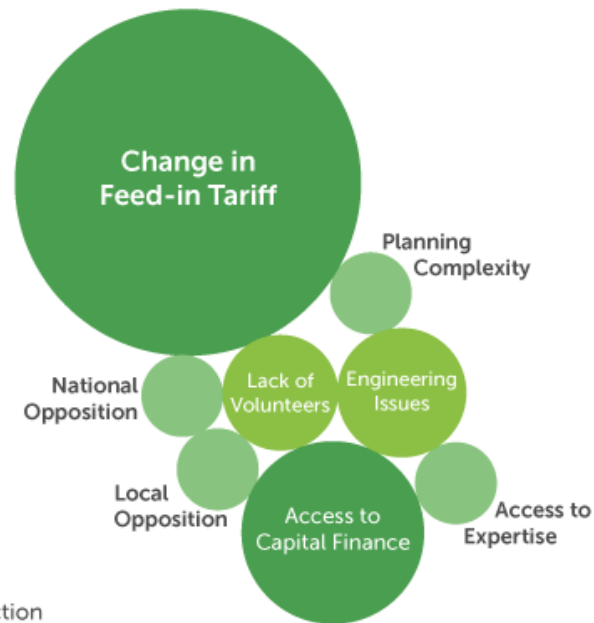 Change in
Feed-in Tariff
Planning
Complexity
National
Opposition
Lack of
Volunteers
Engineering
Issues
Local
Opposition
Access to
Capital Finance
Access to
Expertise
ction